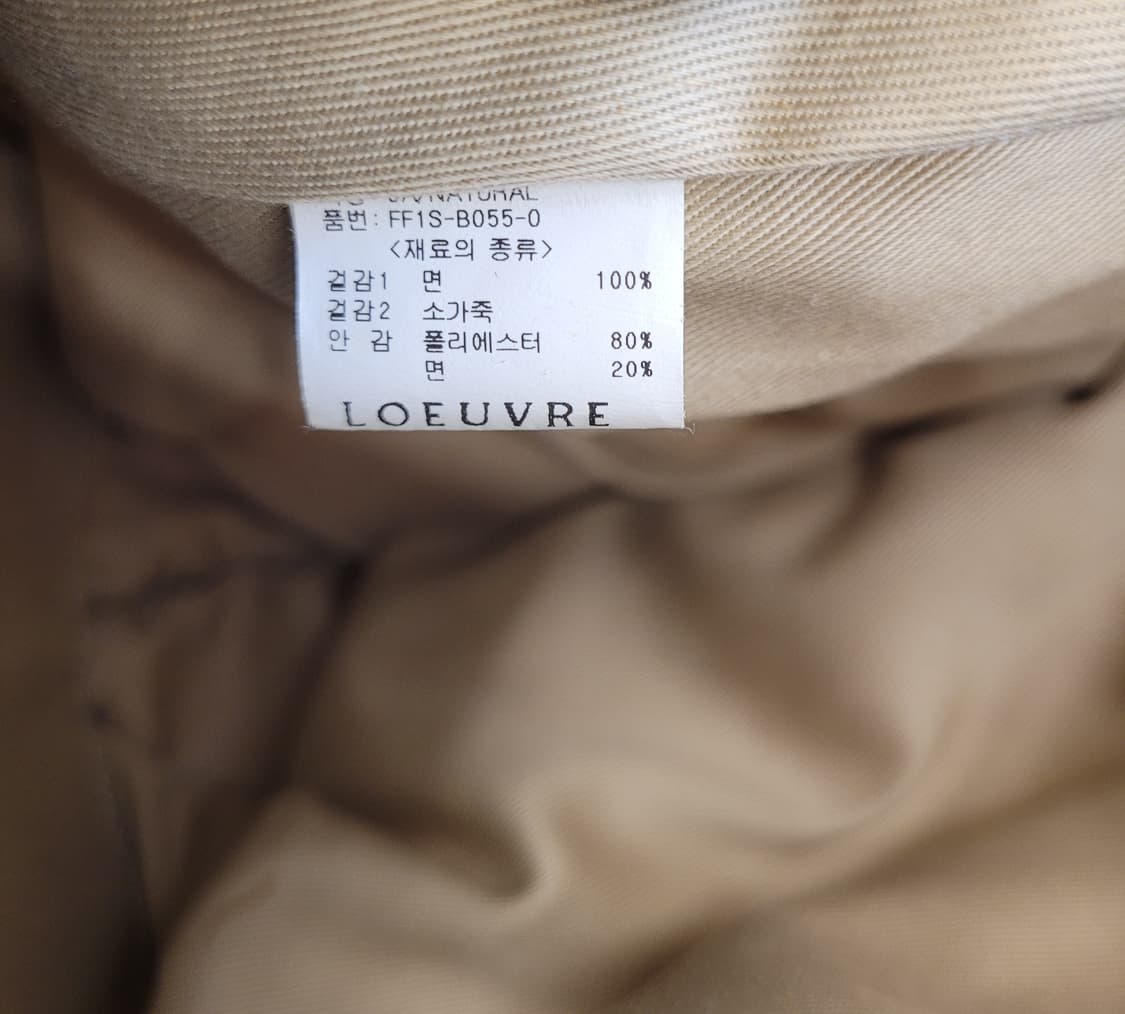 NATURAL
품번: FF1S-B055-0
<재료의 종류>
겉감1 면 100%
겉감2 소가죽
안 감 폴리에스터 80%
면 20%
LOEUVRE